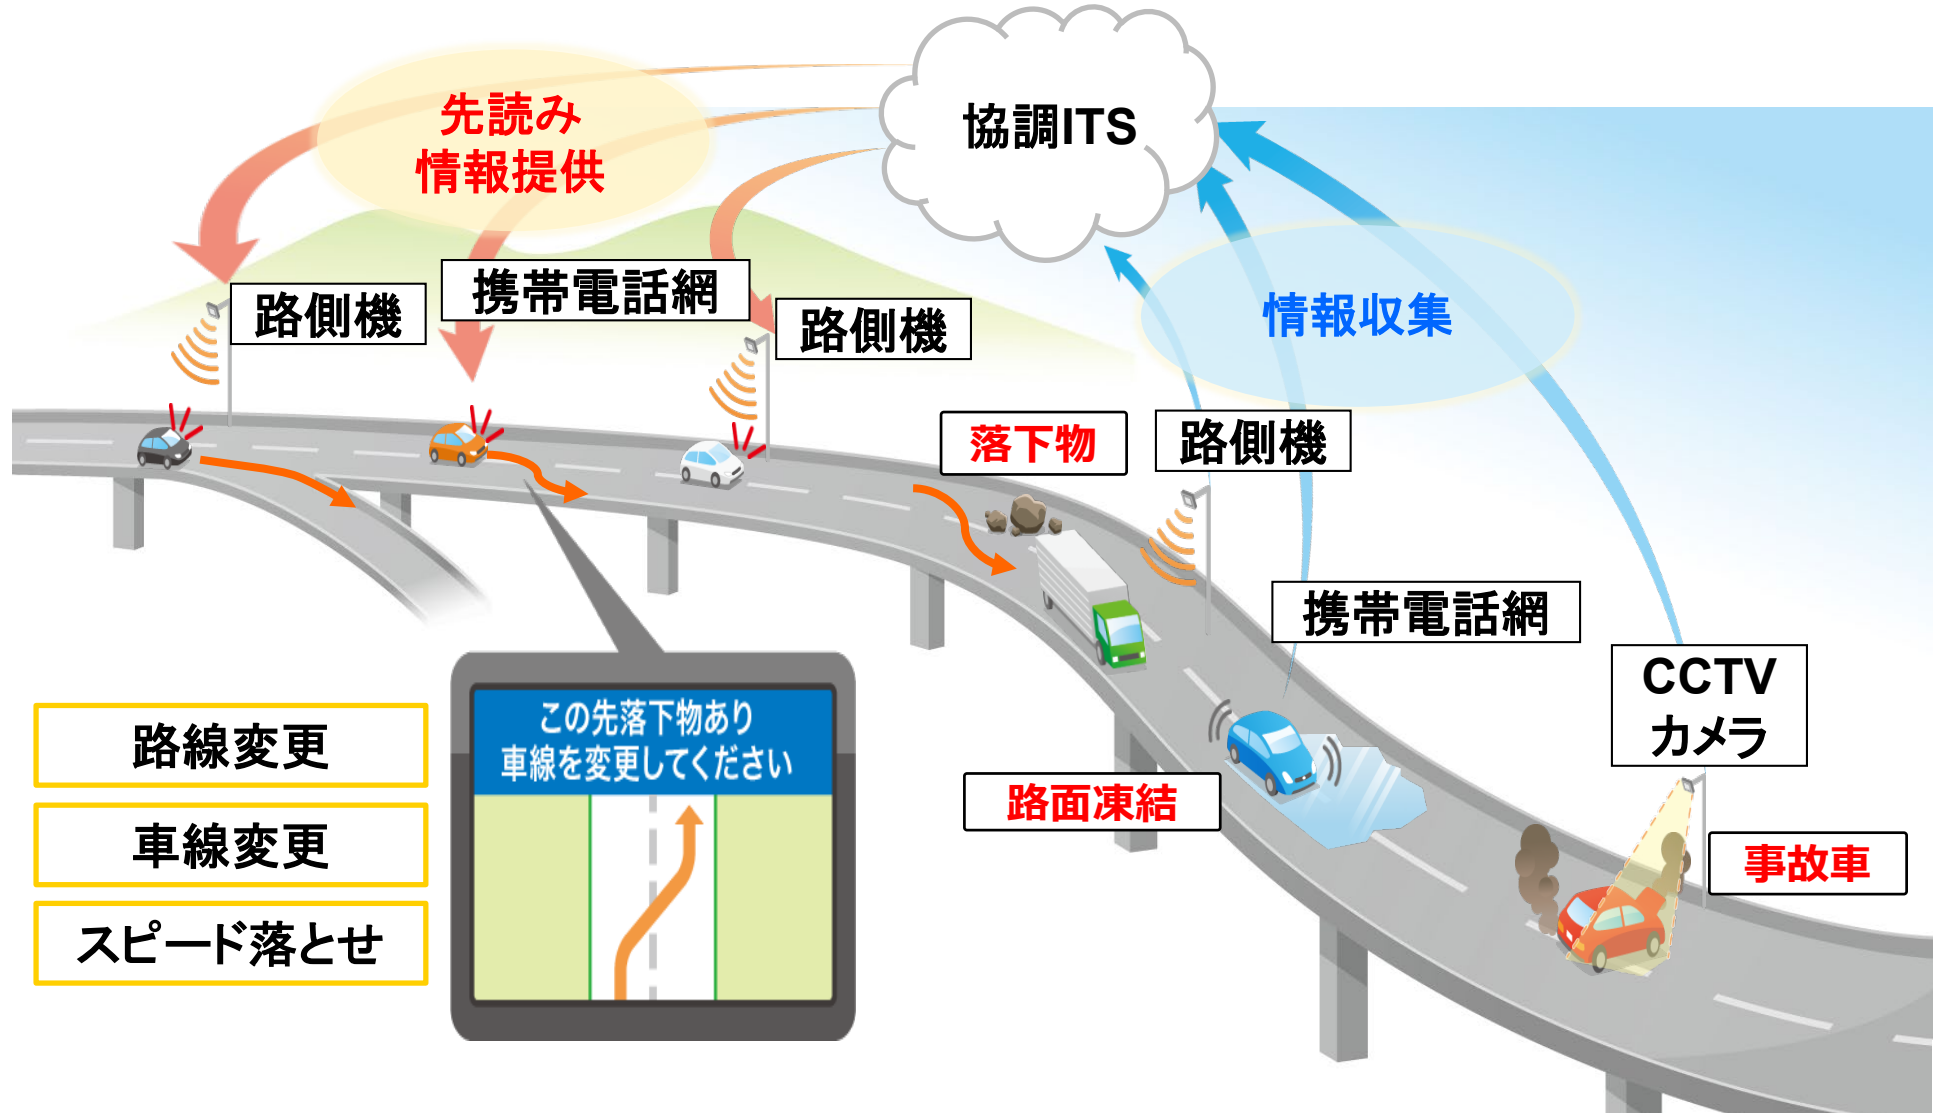 協調ITS
先読み
情報提供
路側機
携帯電話網
路側機
情報収集
落下物
路側機
携帯電話網
CCTV
カメラ
路面凍結
事故車
この先落下物あり
車線を変更してください
路線変更
車線変更
スピード落とせ